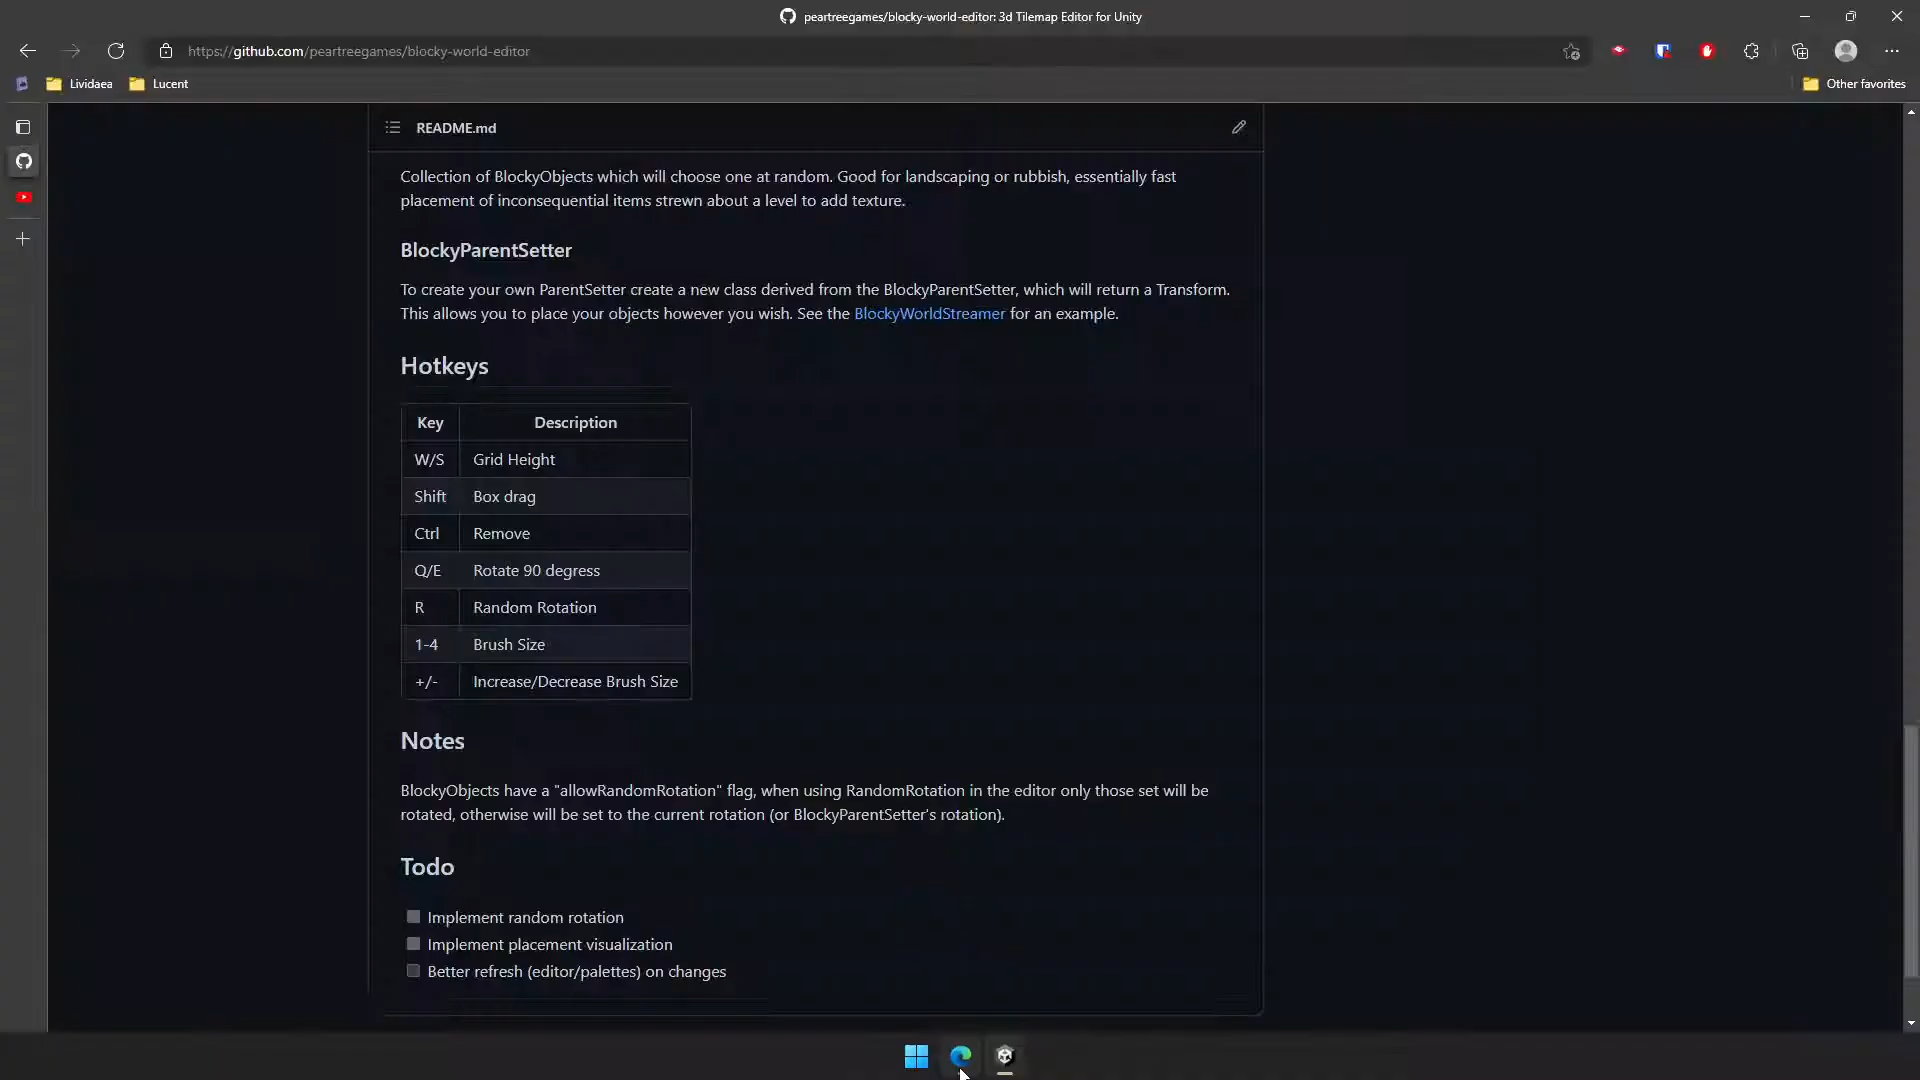 peartreegames/blocky-world-editor: 3d Tilemap Editor for Unity
https://github.com/peartreegames/blocky-world-editor
Lividaea
Lucent
Other favorites
README.md
Collection of BlockyObjects which will choose one at random. Good for landscaping or rubbish, essentially fast
placement of inconsequential items strewn about a level to add texture.
BlockyParentSetter
To create your own ParentSetter create a new class derived from the BlockyParentSetter, which will return a Transform.
This allows you to place your objects however you wish. See the BlockyWorldStreamer for an example.
Hotkeys
Key Description
W/S Grid Height
Shift Box drag
Ctrl Remove
Q/E Rotate 90 degress
R Random Rotation
1-4 Brush Size
+/- Increase/Decrease Brush Size
Notes
BlockyObjects have a "allowRandomRotation" flag, when using RandomRotation in the editor only those set will be
rotated, otherwise will be set to the current rotation (or BlockyParentSetter's rotation).
Todo
Implement random rotation
Implement placement visualization
Better refresh (editor/palettes) on changes